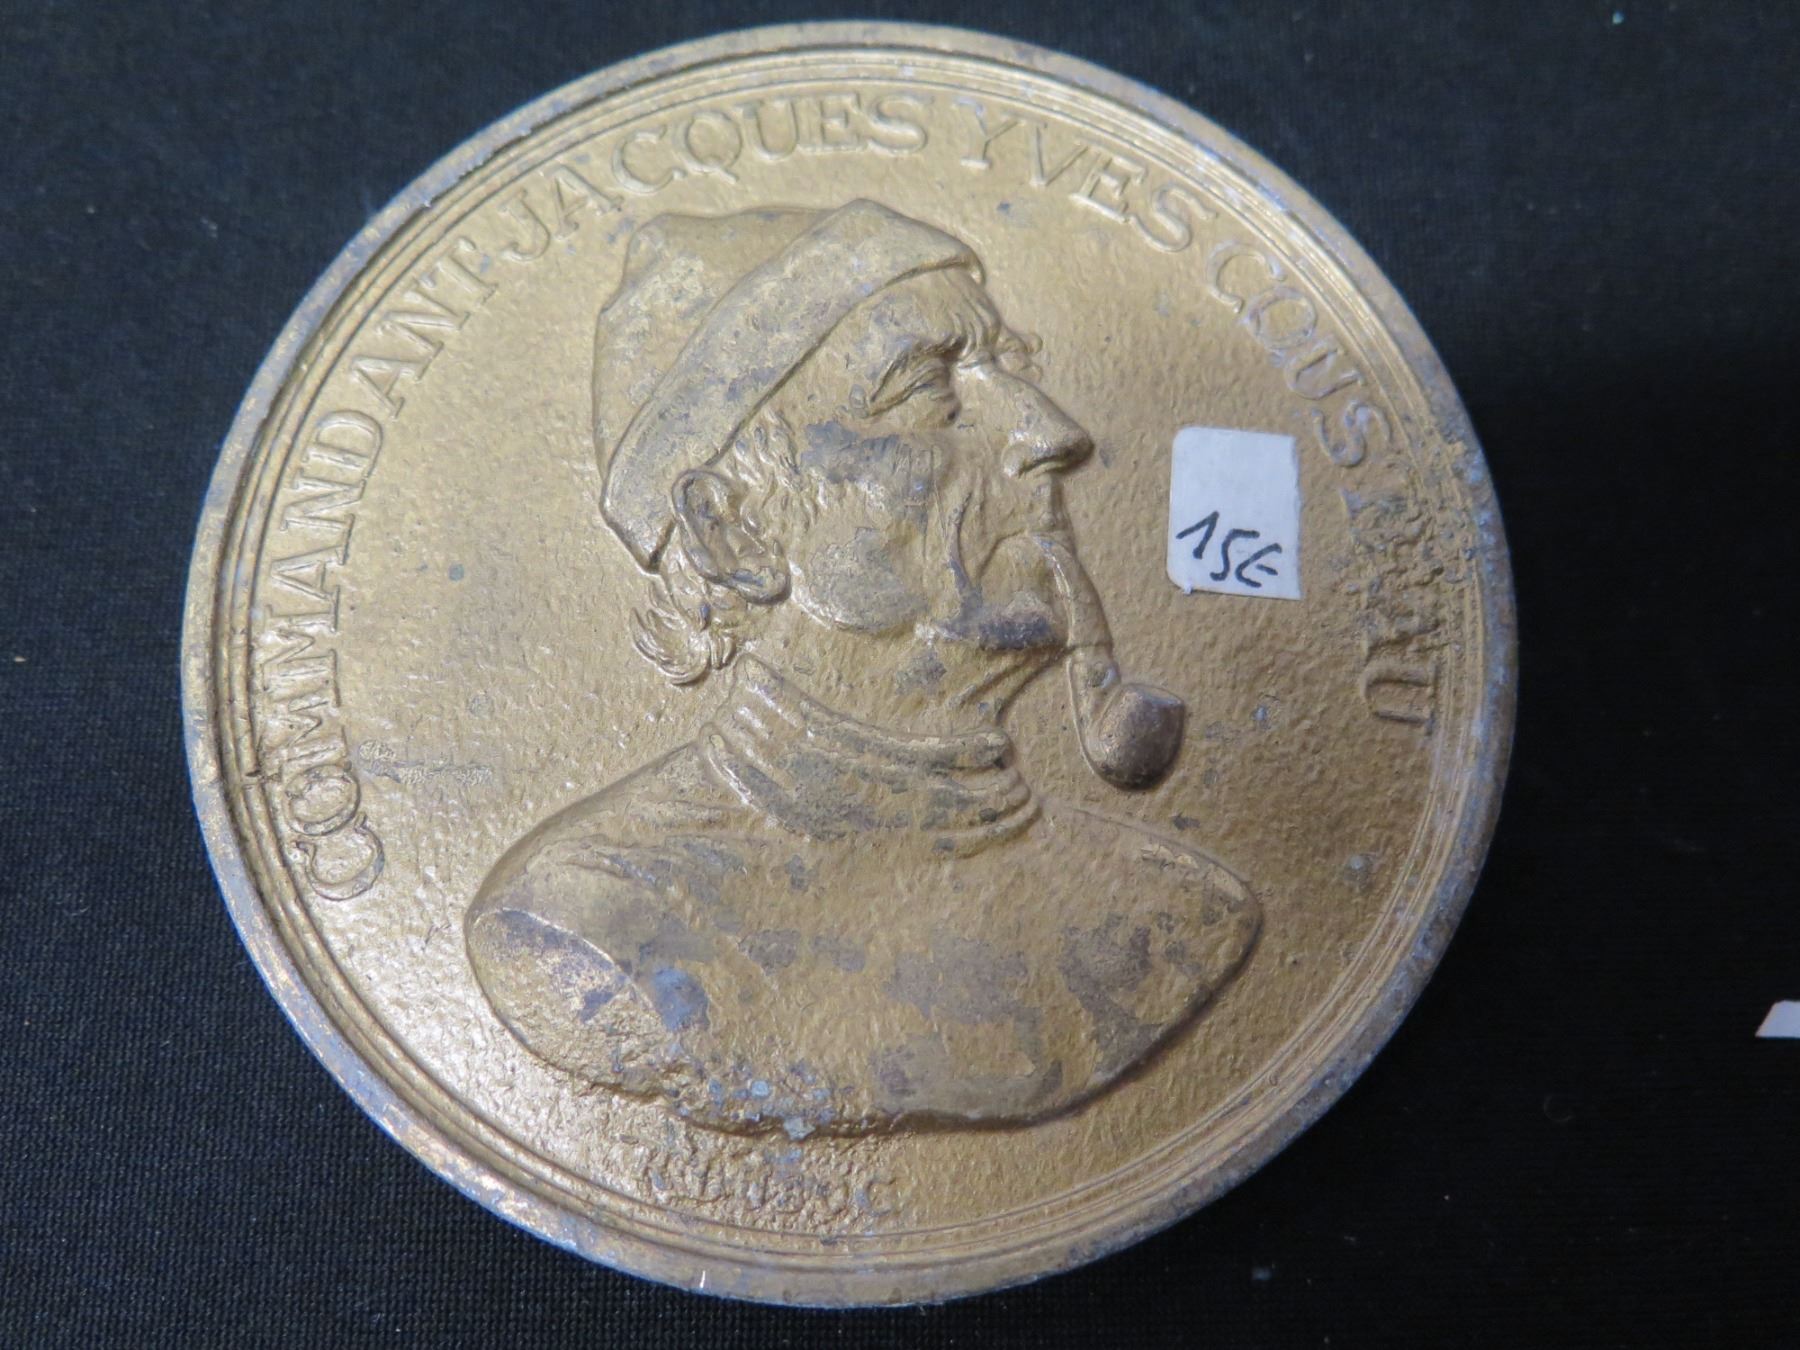 COMMANDANT JACQUES YVES COUSTEAU
15€